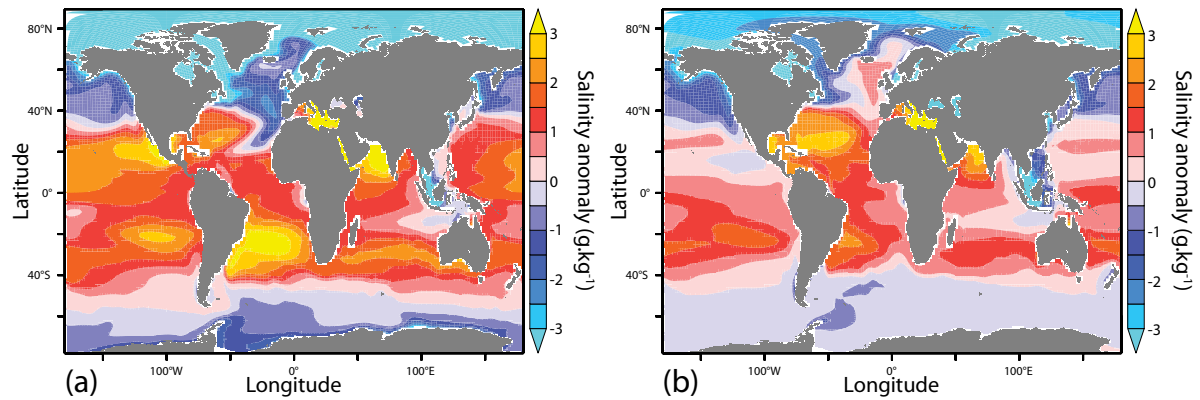 80°N
40°N
0°
40°S
Latitude
100°W
0°
100°E
Longitude
(a)
3
2
1
0
-1
-2
-3
Salinity anomaly (g.kg⁻¹)
80°N
40°N
0°
40°S
Latitude
100°W
0°
100°E
Longitude
(b)
3
2
1
0
-1
-2
-3
Salinity anomaly (g.kg⁻¹)